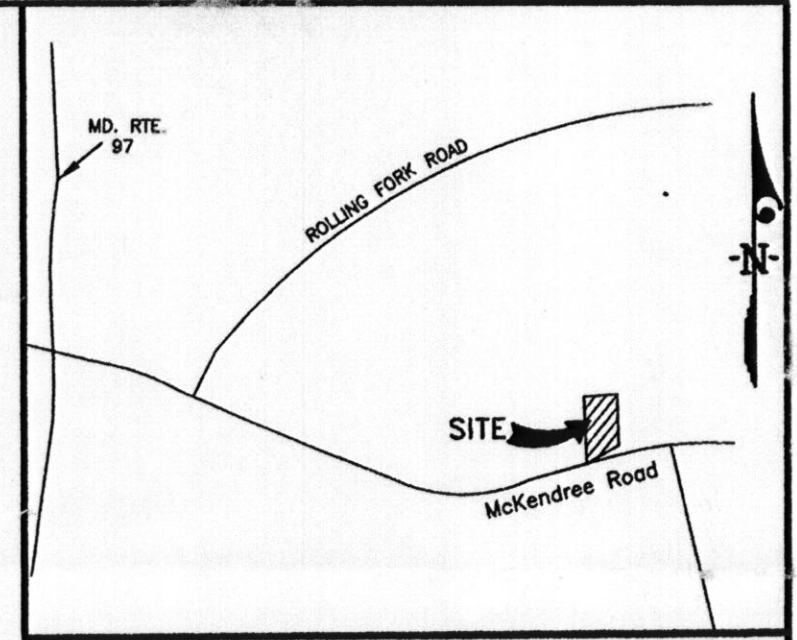 MD. RTE.
97
ROLLING FORK ROAD
-N-
SITE
McKendree Road